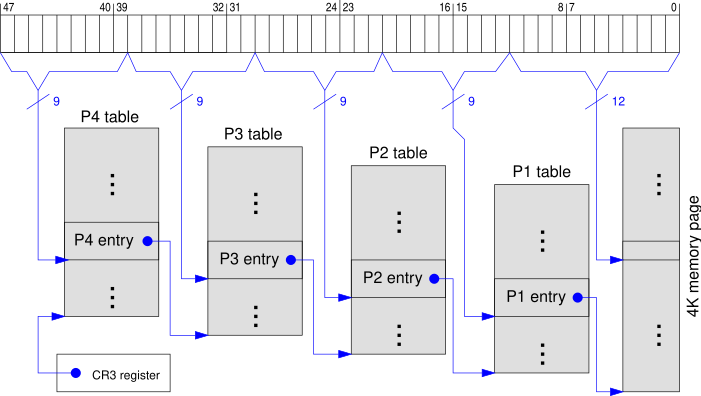 47 40 39 32 31 24 23 16 15 8 7 0
9 9 9 9 12
P4 table
P3 table
P2 table
P1 table
P4 entry
P3 entry
P2 entry
P1 entry
4K memory page
CR3 register